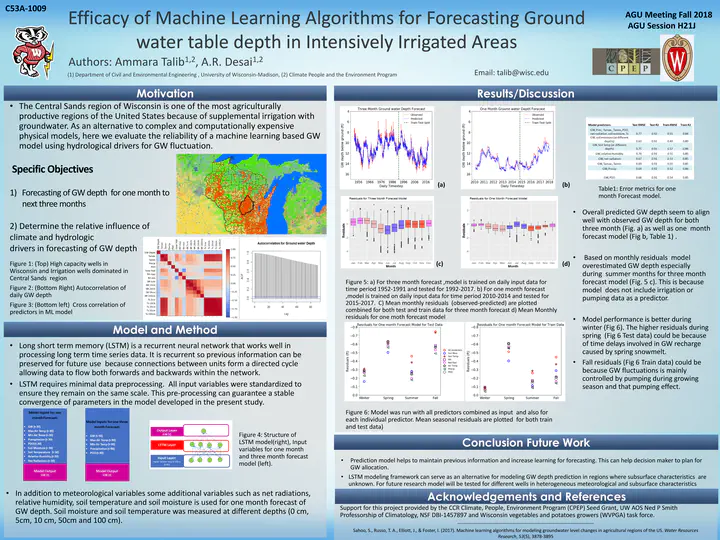 C53A-1009
Efficacy of Machine Learning Algorithms for Forecasting Ground
water table depth in Intensively Irrigated Areas
AGU Meeting Fall 2018
AGU Session H21J
Authors: Ammara Talib1,2, A.R. Desai1,2
(1) Department of Civil and Environmental Engineering , University of Wisconsin-Madison, (2) Climate People and the Environment Program
Email: talib@wisc.edu
C P E P
Motivation
• The Central Sands region of Wisconsin is one of the most agriculturally
productive regions of the United States because of supplemental irrigation with
groundwater. As an alternative to complex and computationally expensive
physical models, here we evaluate the reliability of a machine learning based GW
model using hydrological drivers for GW fluctuation.
Specific Objectives
1) Forecasting of GW depth for one month to
next three months
2) Determine the relative influence of
climate and hydrologic
drivers in forecasting of GW depth
Figure 1: (Top) High capacity wells in
Wisconsin and Irrigation wells dominated in
Central Sands region
Figure 2: (Bottom Right) Autocorrelation of
daily GW depth
Figure 3: (Bottom left) Cross correlation of
predictors in ML model
Autocorrelation for Ground water Depth
Model and Method
• Long short term memory (LSTM) is a recurrent neural network that works well in
processing long term time series data. It is recurrent so previous information can be
preserved for future use because connections between units form a directed cycle
allowing data to flow both forwards and backwards within the network.
• LSTM requires minimal data preprocessing. All input variables were standardized to
ensure they remain on the same scale. This pre-processing can guarantee a stable
convergence of parameters in the model developed in the present study.
Model Output
Model Output
Output Layer
LSTM Layer
Input Layer
Figure 4: Structure of
LSTM model(right), Input
variables for one month
and three month forecast
model (left).
• In addition to meteorological variables some additional variables such as net radiations,
relative humidity, soil temperature and soil moisture is used for one month forecast of
GW depth. Soil moisture and soil temperature was measured at different depths (0 cm,
5cm, 10 cm, 50cm and 100 cm).
Results/Discussion
Three Month Ground water Depth Forecast
One Month Ground water Depth Forecast
(a)
(b)
Residuals For Three Month Forecast Model
Residuals For One Month Forecast Model
Month
Month
(c)
(d)
Table1: Error metrics for one
month Forecast model.
Figure 5: a) For three month forecast ,model is trained on daily input data for
time period 1952-1991 and tested for 1992-2017. b) For one month forecast
,model is trained on daily input data for time period 2010-2014 and tested for
2015-2017. C) Mean monthly residuals (observed-predicted) are plotted
combined for both test and train data for three month forecast d) Mean Monthly
residuals for one moth forecast model
Residuals For One month Forecast Model for Test Data
Residuals For One month Forecast Model for Train Data
Winter Spring Summer Fall
Winter Spring Summer Fall
Figure 6: Model was run with all predictors combined as input and also for
each individual predictor. Mean seasonal residuals are plotted for both train
and test data)
• Overall predicted GW depth seem to align
well with observed GW depth for both
three month (Fig. a) as well as one month
forecast model (Fig b, Table 1) .
• Based on monthly residuals model
overestimated GW depth especially
during summer months for three month
forecast model (Fig. 5 c). This is because
model does not include irrigation or
pumping data as a predictor.
• Model performance is better during
winter (Fig 6). The higher residuals during
spring (Fig 6 Test data) could be because
of time delays involved in GW recharge
caused by spring snowmelt.
• Fall residuals (Fig 6 Train data) could be
because GW fluctuations is mainly
controlled by pumping during growing
season and that pumping effect.
Conclusion Future Work
• Prediction model helps to maintain previous information and increase learning for forecasting. This can help decision maker to plan for
GW allocation.
• LSTM modeling framework can serve as an alternative for modeling GW depth prediction in regions where subsurface characteristics are
unknown. For future research model will be tested for different wells in heterogeneous meteorological and subsurface characteristics
Acknowledgements and References
Support for this project provided by the CCR Climate, People, Environment Program (CPEP) Seed Grant, UW AOS Ned P Smith
Professorship of Climatology, NSF DBI-1457897 and Wisconsin vegetables and potatoes growers (WVPGA) task force.
Sahoo, S., Russo, T. A., Elliott, J., & Foster, I. (2017). Machine learning algorithms for modeling groundwater level changes in agricultural regions of the US. Water Resources
Research, 53(5), 3878-3895